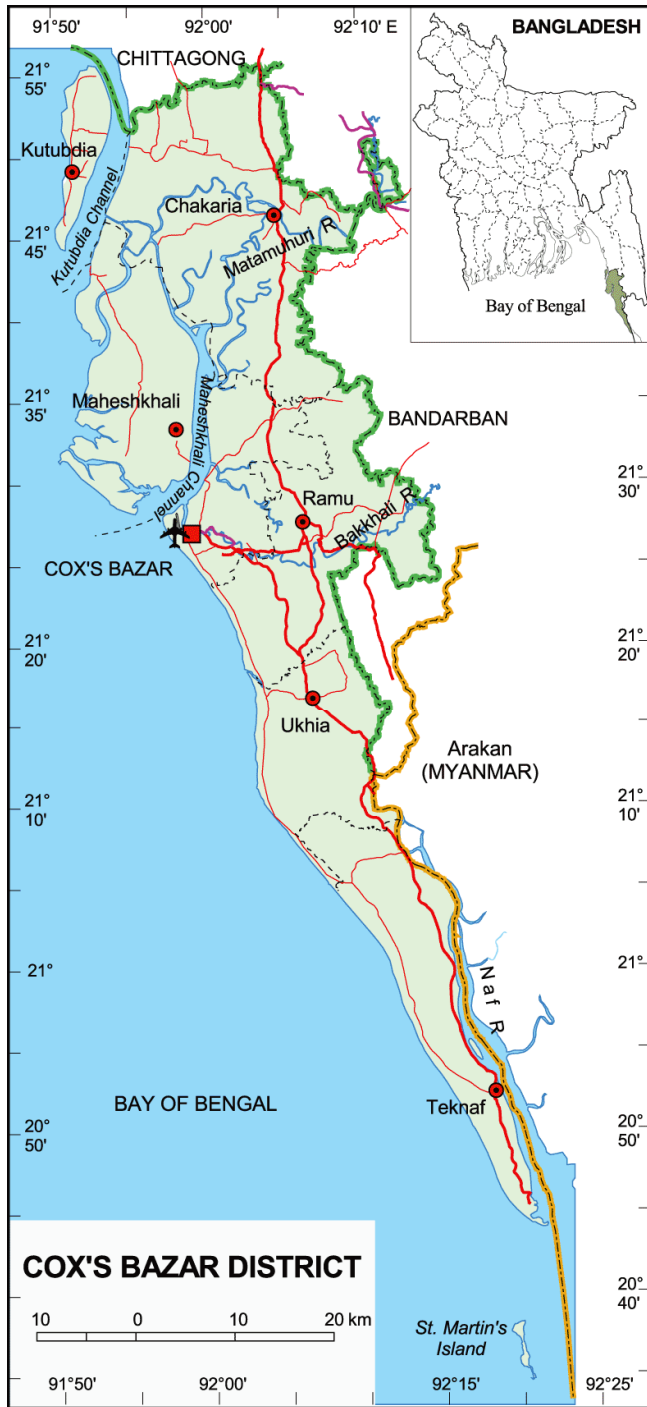 91°50'
92°00'
92°10' E
BANGLADESH
Bay of Bengal
CHITTAGONG
21°
55'
Kutubdia
Kutubdia Channel
Chakaria
Matamuhuri R
21°
45'
21°
35'
Maheshkhali
Maheshkhali Channel
BANDARBAN
21°
30'
Ramu
Bakkhali R
COX'S BAZAR
21°
20'
21°
20'
Ukhia
Arakan
(MYANMAR)
21°
10'
21°
10'
21°
21°
Naf R
BAY OF BENGAL
Teknaf
20°
50'
20°
50'
COX'S BAZAR DISTRICT
10 0 10 20 km
20°
40'
St. Martin's
Island
91°50'
92°00'
92°15'
92°25'